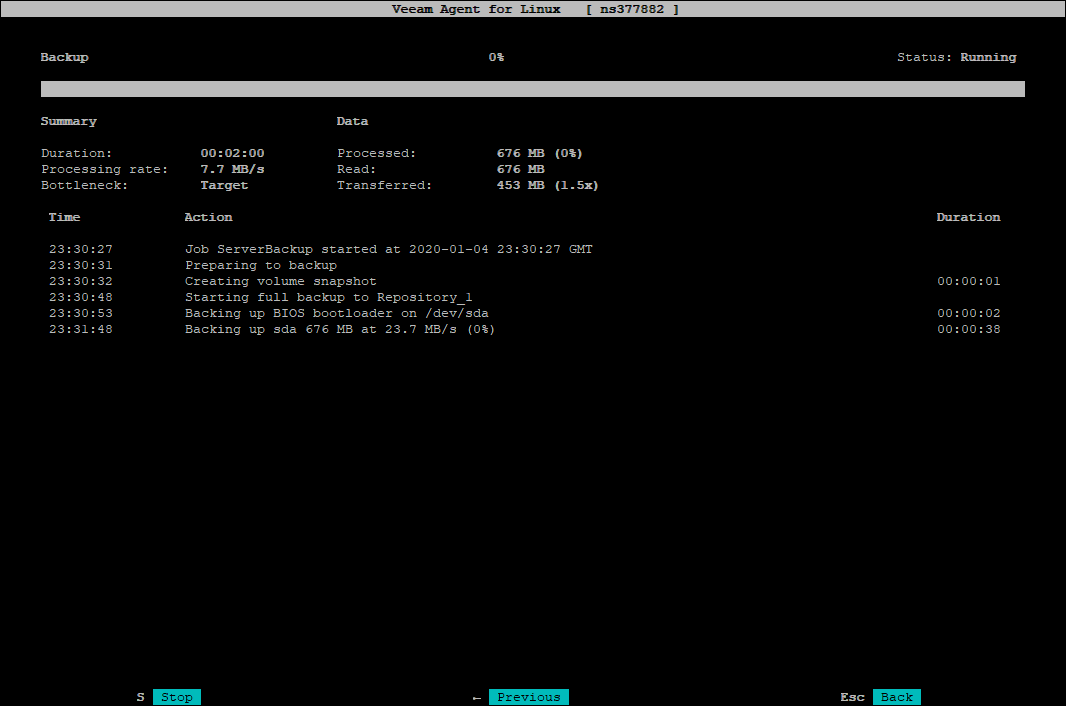 Veeam Agent for Linux [ ns377882 ]
Backup 0% Status: Running
Summary Data
Duration: 00:02:00 Processed: 676 MB (0%)
Processing rate: 7.7 MB/s Read: 676 MB
Bottleneck: Target Transferred: 453 MB (1.5x)
Time Action Duration
23:30:27 Job ServerBackup started at 2020-01-04 23:30:27 GMT
23:30:31 Preparing to backup
23:30:32 Creating volume snapshot 00:00:01
23:30:48 Starting full backup to Repository_1
23:30:53 Backing up BIOS bootloader on /dev/sda 00:00:02
23:31:48 Backing up sda 676 MB at 23.7 MB/s (0%) 00:00:38
S Stop ← Previous Esc Back